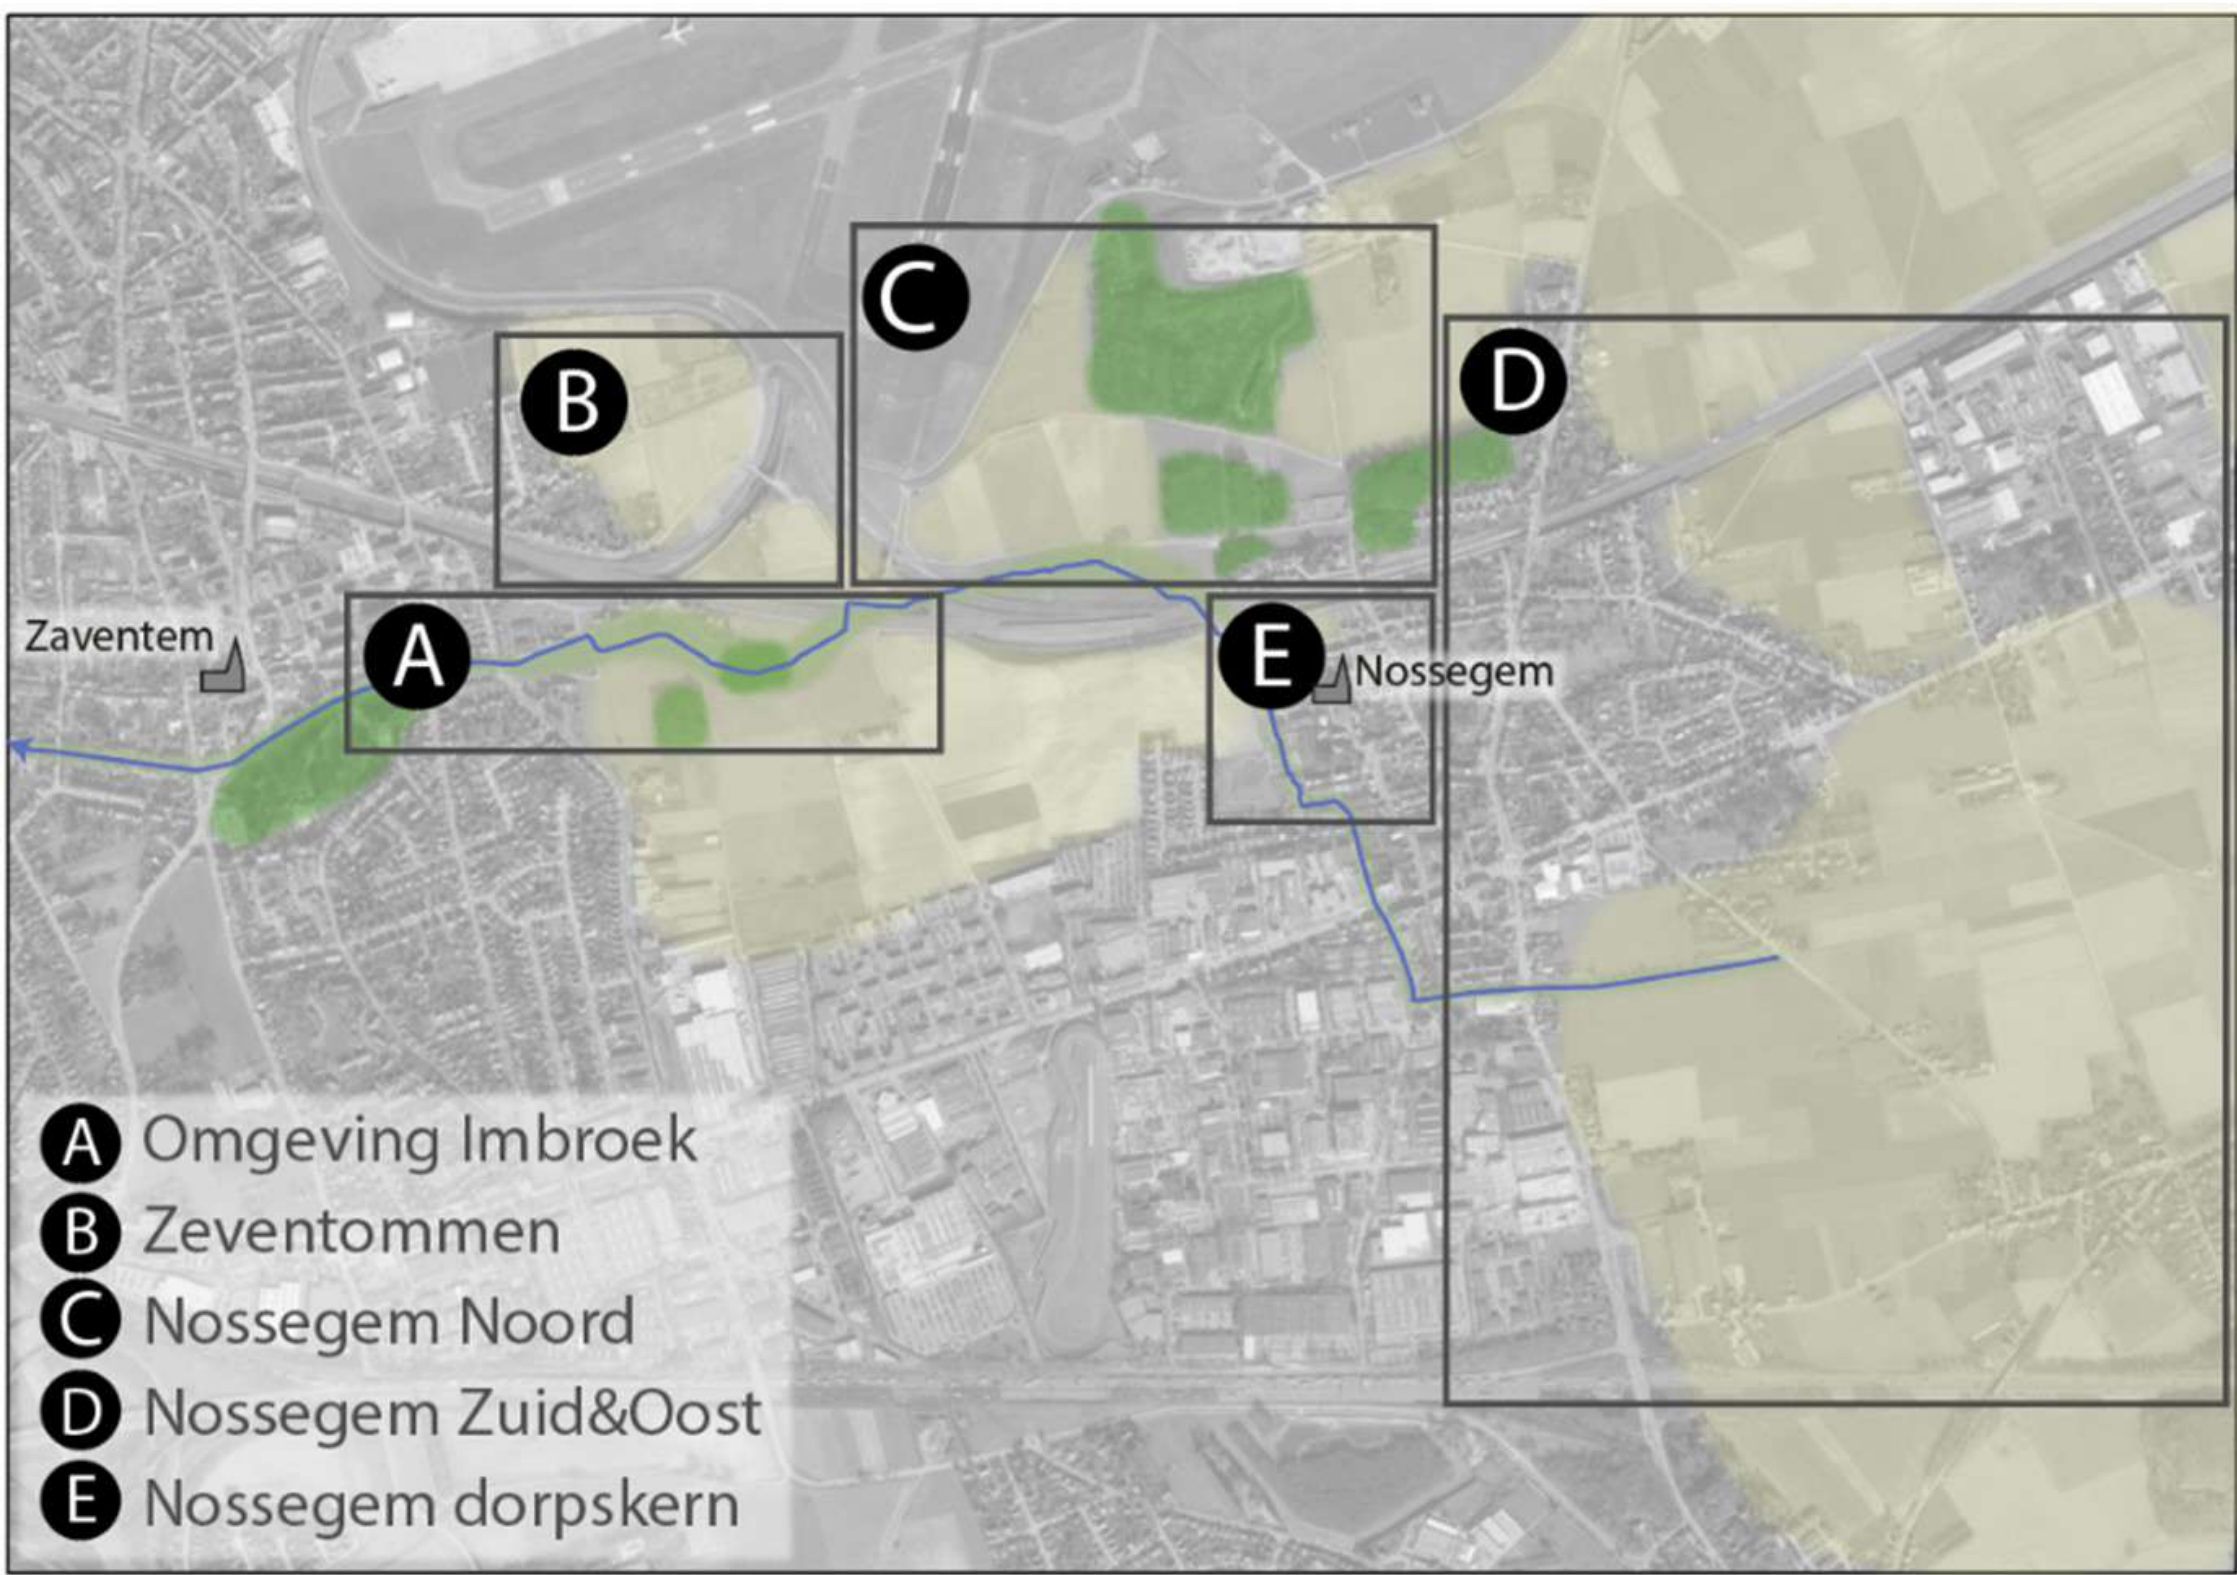 B
C
D
Zaventem
A
E
Nossegem
A Omgeving Imbroek
B Zeventommen
C Nossegem Noord
D Nossegem Zuid&Oost
E Nossegem dorpskern